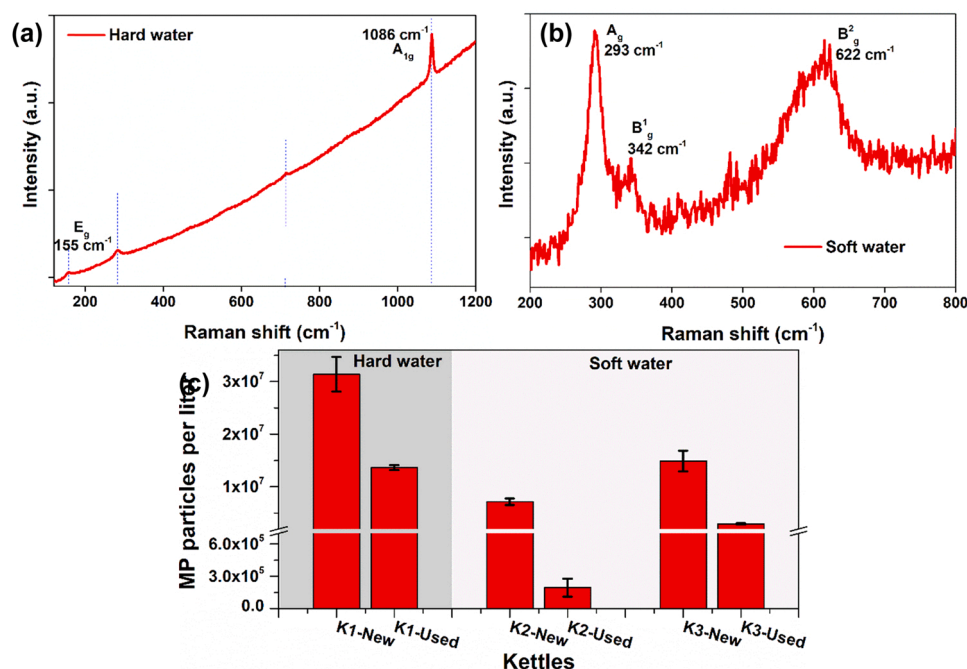 (a)
Hard water
1086 cm⁻¹
A₁g
Intensity (a.u.)
Eg
155 cm⁻¹
200 400 600 800 1000 1200
Raman shift (cm⁻¹)
(b)
Ag
293 cm⁻¹
B¹g
342 cm⁻¹
B²g
622 cm⁻¹
Intensity (a.u.)
Soft water
200 300 400 500 600 700 800
Raman shift (cm⁻¹)
(c)
Hard water
Soft water
MP particles per liter
3x10⁷
2x10⁷
1x10⁷
6.0x10⁵
3.0x10⁵
0.0
K1-New K1-Used K2-New K2-Used K3-New K3-Used
Kettles